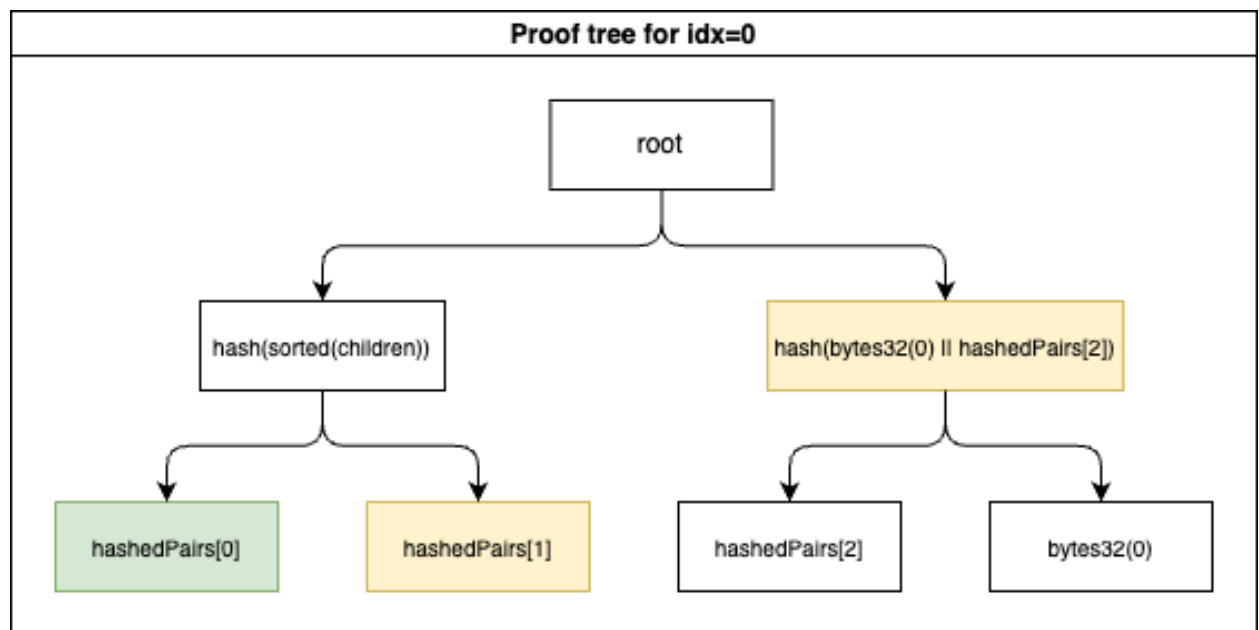 Proof tree for idx=0
root
hash(sorted(children))
hash(bytes32(0) || hashedPairs[2])
hashedPairs[0]
hashedPairs[1]
hashedPairs[2]
bytes32(0)